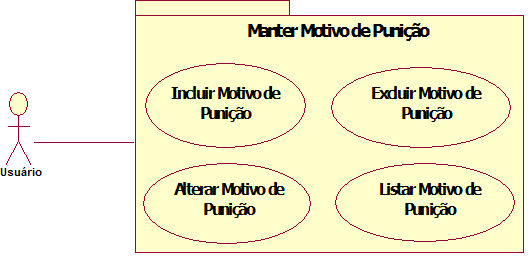 Manter Motivo de Punição
Incluir Motivo de
Punição
Excluir Motivo de
Punição
Usuário
Alterar Motivo de
Punição
Listar Motivo de
Punição